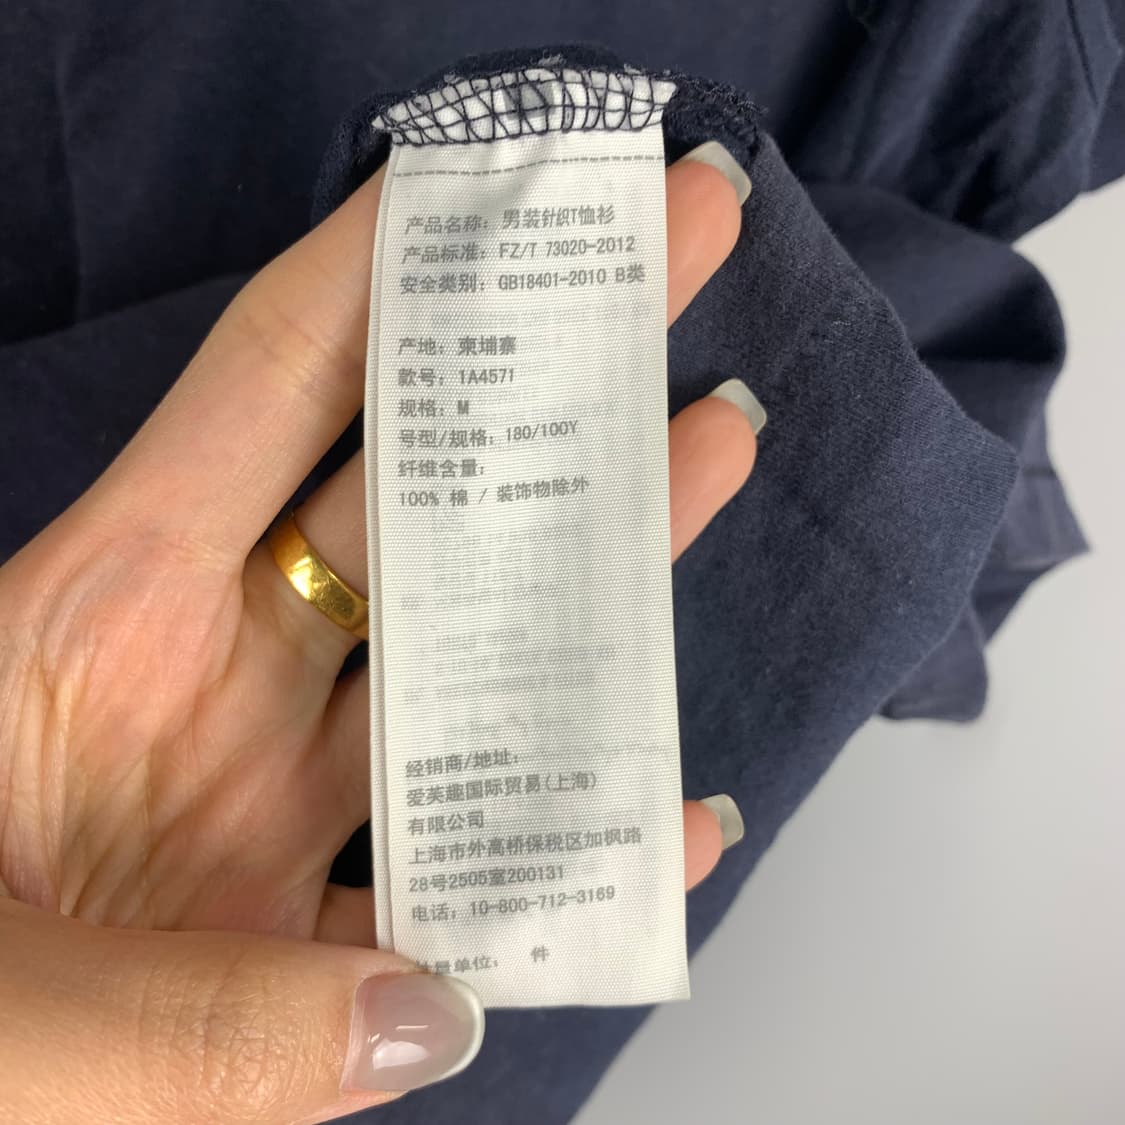 产品名称：男装针织T恤衫
产品标准：FZ/T 73020-2012
安全类别：GB18401-2010 B类
产地：柬埔寨
款号：1A4571
规格：M
号型/规格：180/100Y
纤维含量：
100% 棉 / 装饰物除外
经销商/地址：
爱芙趣国际贸易(上海)
有限公司
上海市外高桥保税区加枫路
28号2505室200131
电话：10-800-712-3169
量单位： 件